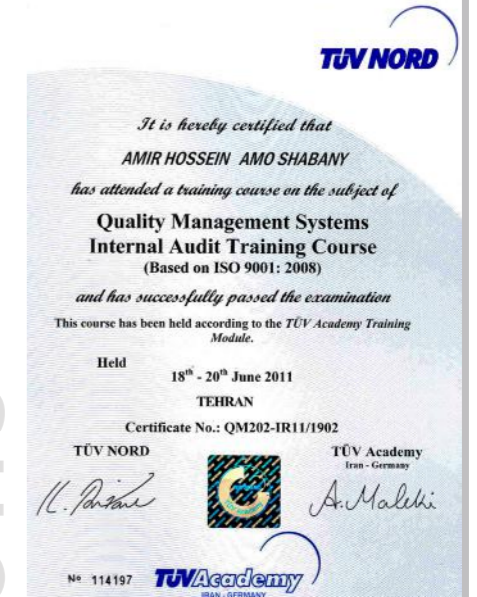 TÜV NORD
It is hereby certified that
AMIR HOSSEIN AMO SHABANY
has attended a training course on the subject of
Quality Management Systems
Internal Audit Training Course
(Based on ISO 9001: 2008)
and has successfully passed the examination
This course has been held according to the TÜV Academy Training
Module.
Held
18th - 20th June 2011
TEHRAN
Certificate No.: QM202-IR11/1902
TÜV NORD
TÜV Academy
Iran - Germany
A. Maleki
Nº 114197
TÜVAcademy
IRAN - GERMANY